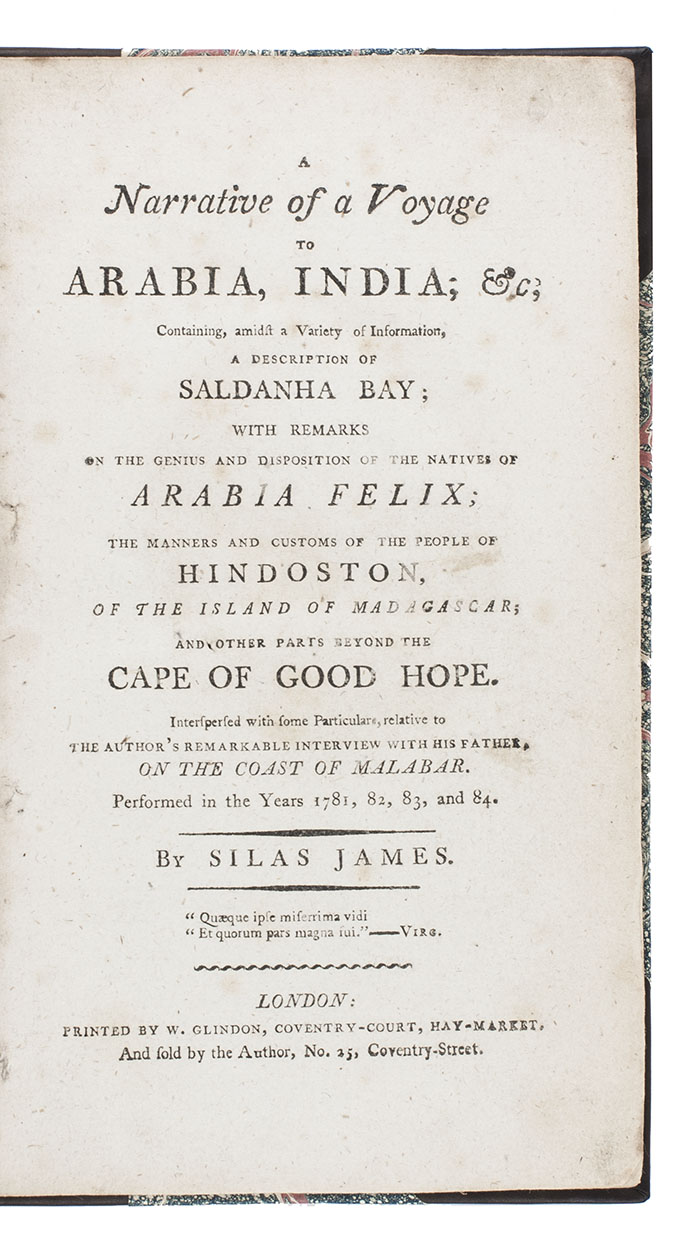 A
Narrative of a Voyage
TO
ARABIA, INDIA; &c;
Containing, amidſt a Variety of Information,
A DESCRIPTION OF
SALDANHA BAY;
WITH REMARKS
ON THE GENIUS AND DISPOSITION OF THE NATIVES OF
ARABIA FELIX;
THE MANNERS AND CUSTOMS OF THE PEOPLE OF
HINDOSTON,
OF THE ISLAND OF MADAGASCAR;
AND OTHER PARTS BEYOND THE
CAPE OF GOOD HOPE.
Interſperſed with ſome Particulars, relative to
THE AUTHOR'S REMARKABLE INTERVIEW WITH HIS FATHER,
ON THE COAST OF MALABAR.
Performed in the Years 1781, 82, 83, and 84.
By SILAS JAMES.
“ Quæque ipſe miſerrima vidi
“ Et quorum pars magna fui.”——VIRG.
LONDON:
PRINTED BY W. GLINDON, COVENTRY-COURT, HAY-MARKET.
And ſold by the Author, No. 25, Coventry-Street.